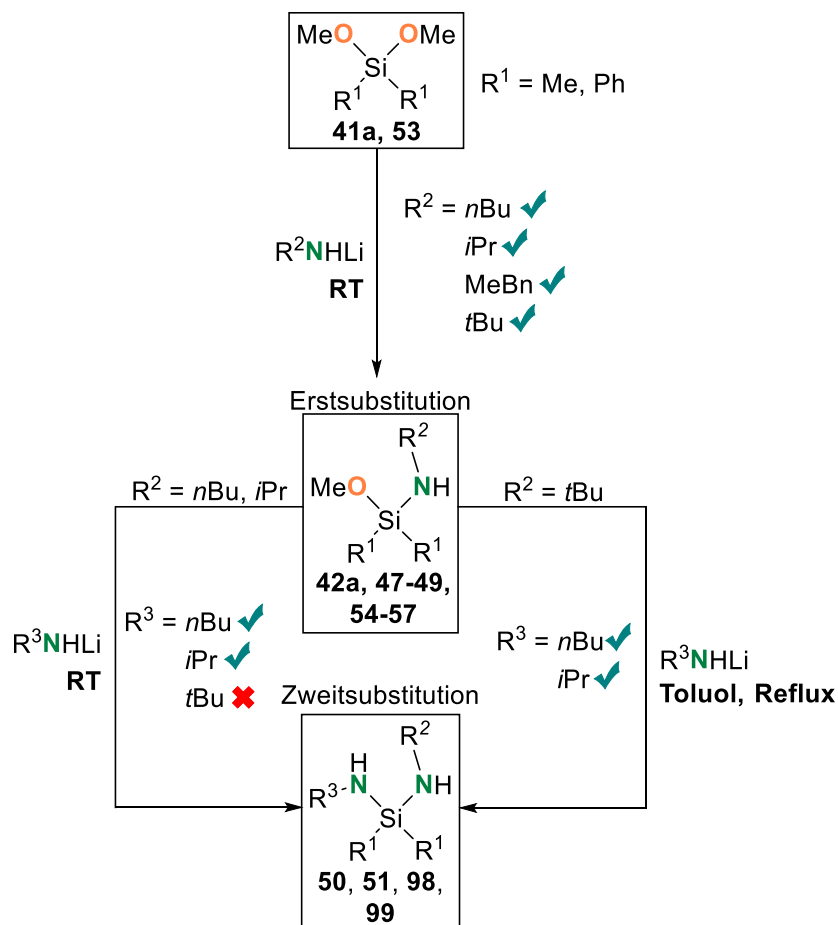 MeO OMe
Si
R¹ R¹
41a, 53
R¹ = Me, Ph
R² = nBu ✔
iPr ✔
MeBn ✔
tBu ✔
R²NHLi
RT
Erstsubstitution
R²
MeO NH
Si
R¹ R¹
42a, 47-49,
54-57
R² = nBu, iPr
R² = tBu
R³NHLi
RT
R³ = nBu ✔
iPr ✔
tBu ✖
R³ = nBu ✔
iPr ✔
R³NHLi
Toluol, Reflux
Zweitsubstitution
R²
H
R³ N NH
Si
R¹ R¹
50, 51, 98,
99